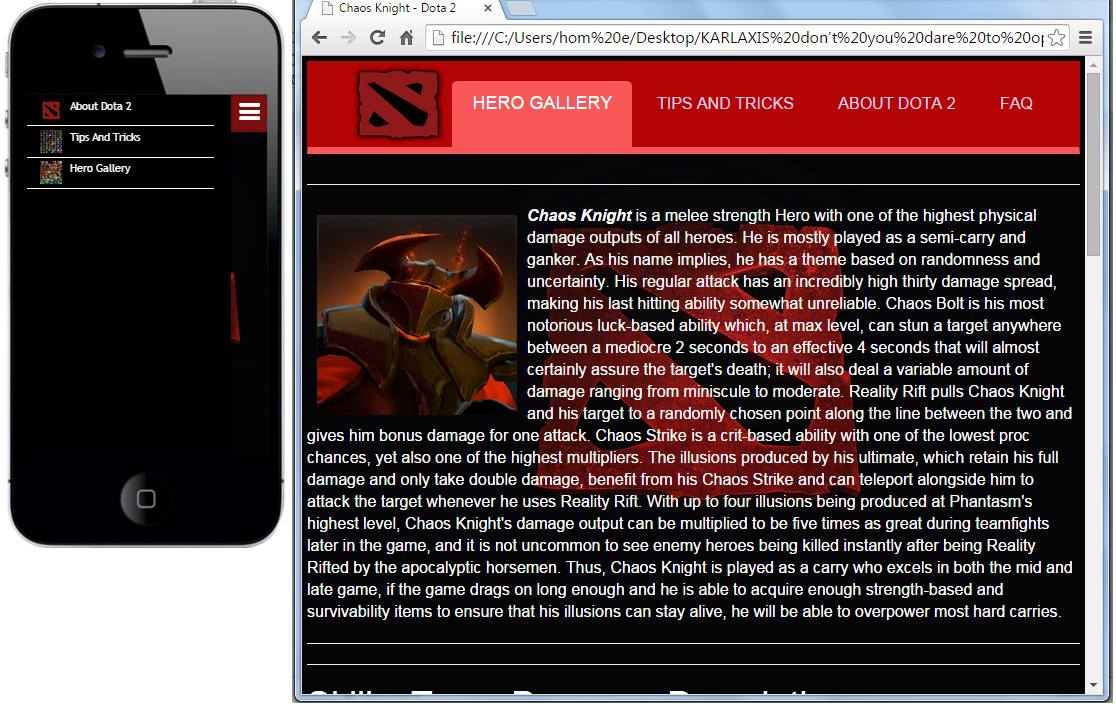 About Dota 2
Tips And Tricks
Hero Gallery
Chaos Knight - Dota 2
file:///C:/Users/hom%20e/Desktop/KARLAXIS%20don't%20you%20dare%20to%20op
HERO GALLERY
TIPS AND TRICKS
ABOUT DOTA 2
FAQ
Chaos Knight is a melee strength Hero with one of the highest physical
damage outputs of all heroes. He is mostly played as a semi-carry and
ganker. As his name implies, he has a theme based on randomness and
uncertainty. His regular attack has an incredibly high thirty damage spread,
making his last hitting ability somewhat unreliable. Chaos Bolt is his most
notorious luck-based ability which, at max level, can stun a target anywhere
between a mediocre 2 seconds to an effective 4 seconds that will almost
certainly assure the target's death; it will also deal a variable amount of
damage ranging from miniscule to moderate. Reality Rift pulls Chaos Knight
and his target to a randomly chosen point along the line between the two and
gives him bonus damage for one attack. Chaos Strike is a crit-based ability with one of the lowest proc
chances, yet also one of the highest multipliers. The illusions produced by his ultimate, which retain his full
damage and only take double damage, benefit from his Chaos Strike and can teleport alongside him to
attack the target whenever he uses Reality Rift. With up to four illusions being produced at Phantasm's
highest level, Chaos Knight's damage output can be multiplied to be five times as great during teamfights
later in the game, and it is not uncommon to see enemy heroes being killed instantly after being Reality
Rifted by the apocalyptic horsemen. Thus, Chaos Knight is played as a carry who excels in both the mid and
late game, if the game drags on long enough and he is able to acquire enough strength-based and
survivability items to ensure that his illusions can stay alive, he will be able to overpower most hard carries.